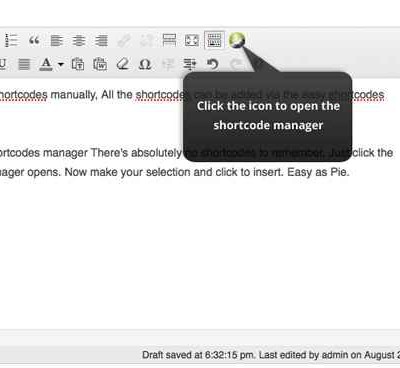 hortcodes manually, All the shortcodes can be added via the easy shortcodes
Click the icon to open the
shortcode manager
ortcodes manager There's absolutely no shortcodes to remember. Just click the
nager opens. Now make your selection and click to insert. Easy as Pie.
Draft saved at 6:32:15 pm. Last edited by admin on August 2